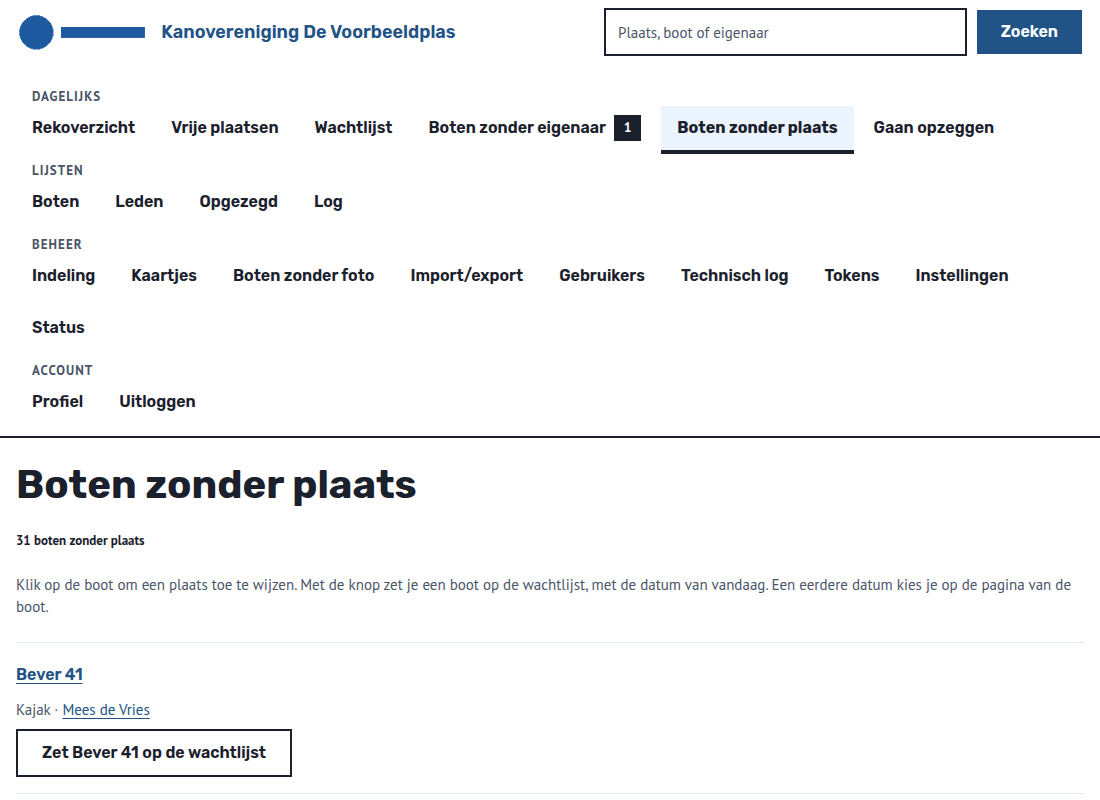 Kanovereniging De Voorbeeldplas
Plaats, boot of eigenaar
Zoeken
DAGELIJKS
Rekoverzicht
Vrije plaatsen
Wachtlijst
Boten zonder eigenaar 1
Boten zonder plaats
Gaan opzeggen
LIJSTEN
Boten
Leden
Opgezegd
Log
BEHEER
Indeling
Kaartjes
Boten zonder foto
Import/export
Gebruikers
Technisch log
Tokens
Instellingen
Status
ACCOUNT
Profiel
Uitloggen
Boten zonder plaats
31 boten zonder plaats
Klik op de boot om een plaats toe te wijzen. Met de knop zet je een boot op de wachtlijst, met de datum van vandaag. Een eerdere datum kies je op de pagina van de
boot.
Bever 41
Kajak · Mees de Vries
Zet Bever 41 op de wachtlijst